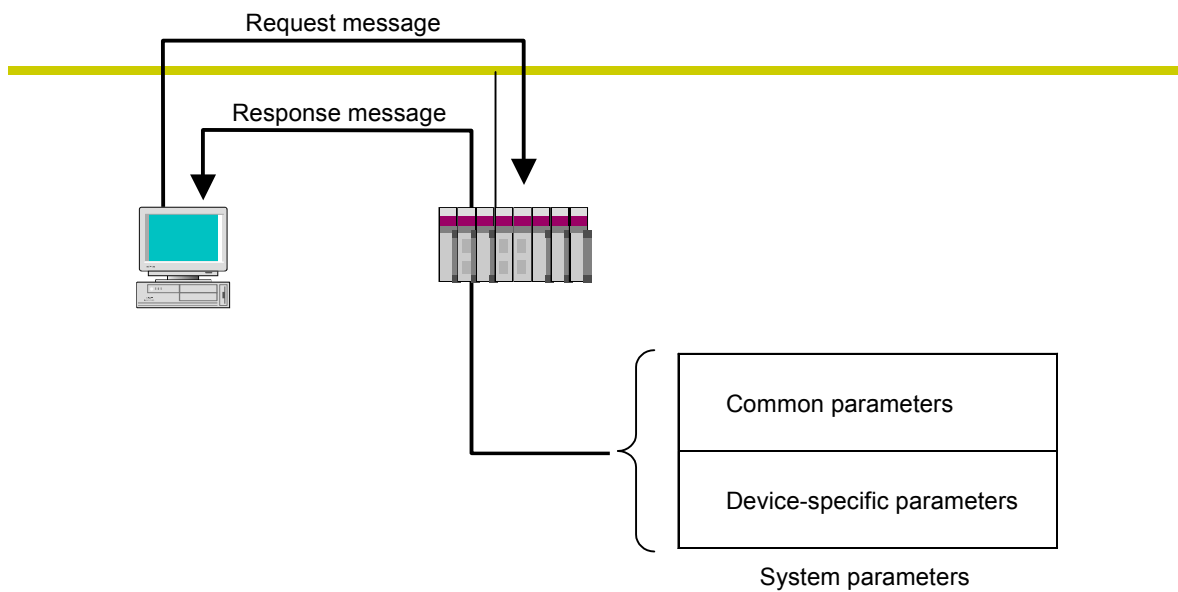 Request message
Response message
Common parameters
Device-specific parameters
System parameters